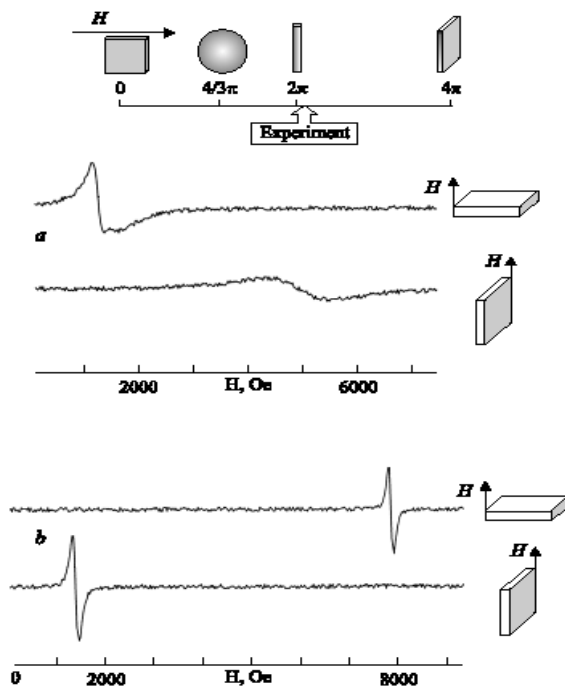 H
0 4/3π 2π 4π
Experiment
H
a
H
2000 H, Oe 6000
H
b
H
0 2000 H, Oe 8000